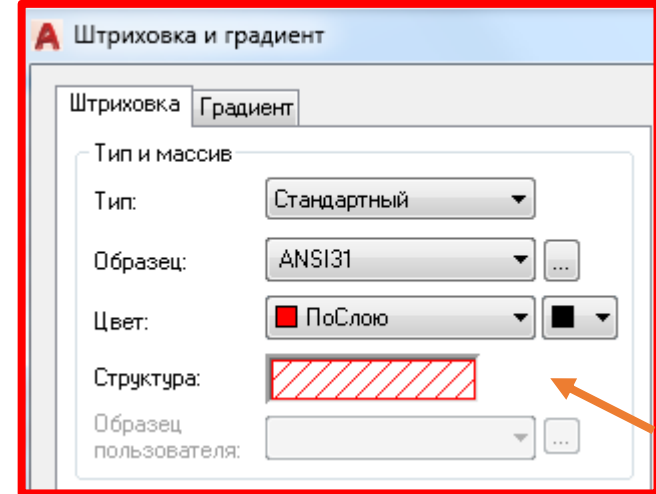 Штриховка и градиент
Штриховка Градиент
Тип и массив
Тип: Стандартный
Образец: ANSI31 ...
Цвет: ПоСлою
Структура:
Образец
пользователя: ...